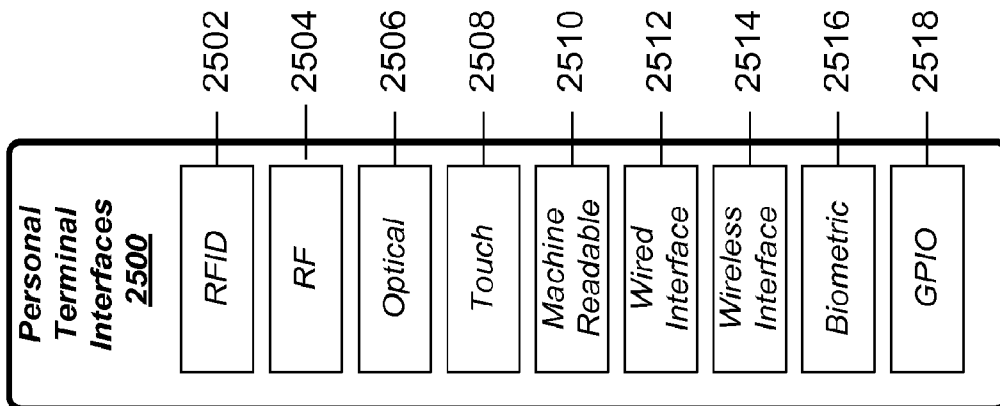 Personal
Terminal
Interfaces
2500
RFID
2502
RF
2504
Optical
2506
Touch
2508
Machine
Readable
2510
Wired
Interface
2512
Wireless
Interface
2514
Biometric
2516
GPIO
2518